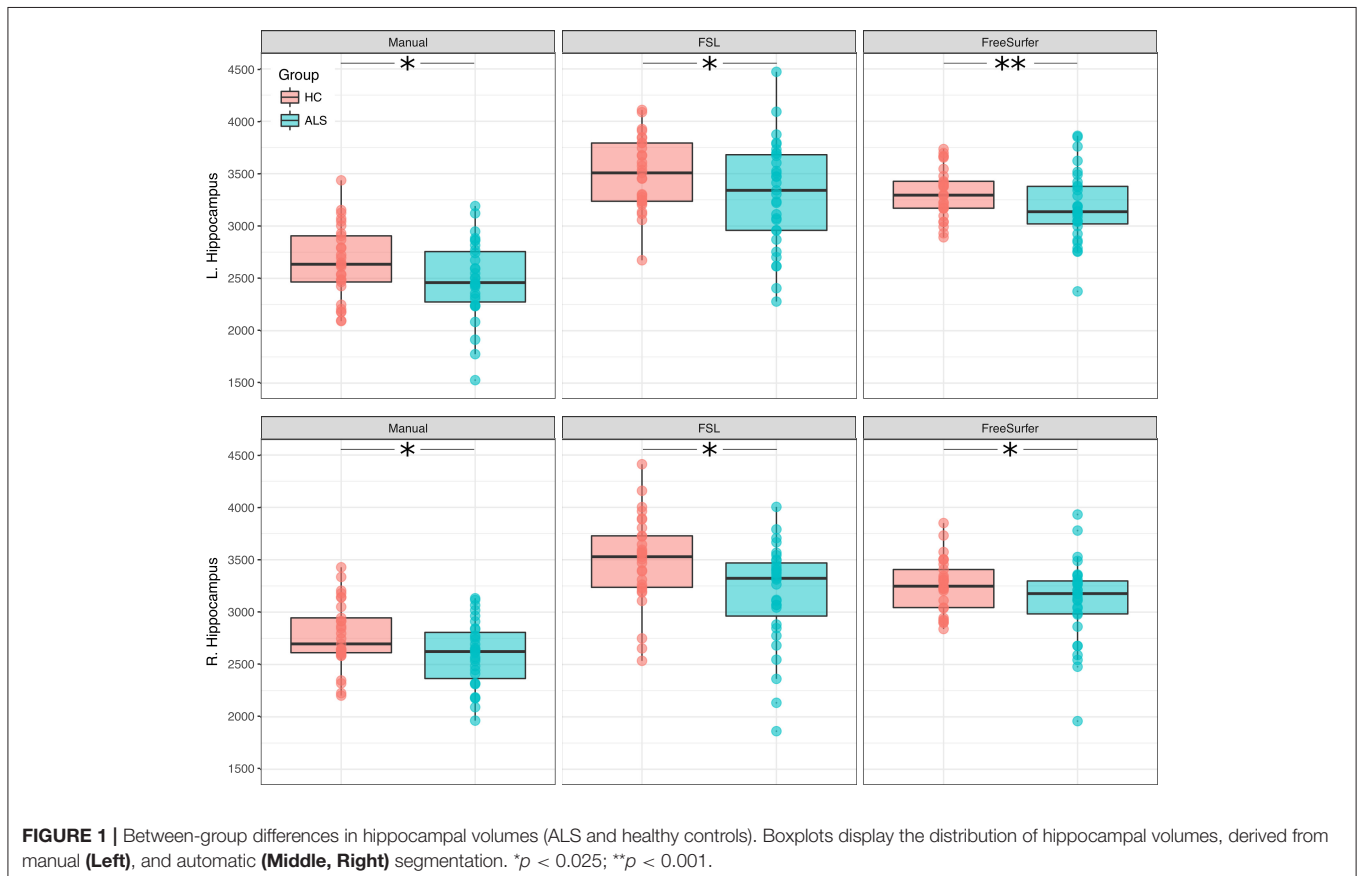 Manual FSL FreeSurfer
* * **
Group
HC
ALS
4500
4000
3500
3000
2500
2000
1500
L. Hippocampus
Manual FSL FreeSurfer
* * *
4500
4000
3500
3000
2500
2000
1500
R. Hippocampus
FIGURE 1 | Between-group differences in hippocampal volumes (ALS and healthy controls). Boxplots display the distribution of hippocampal volumes, derived from
manual (Left), and automatic (Middle, Right) segmentation. *p < 0.025; **p < 0.001.